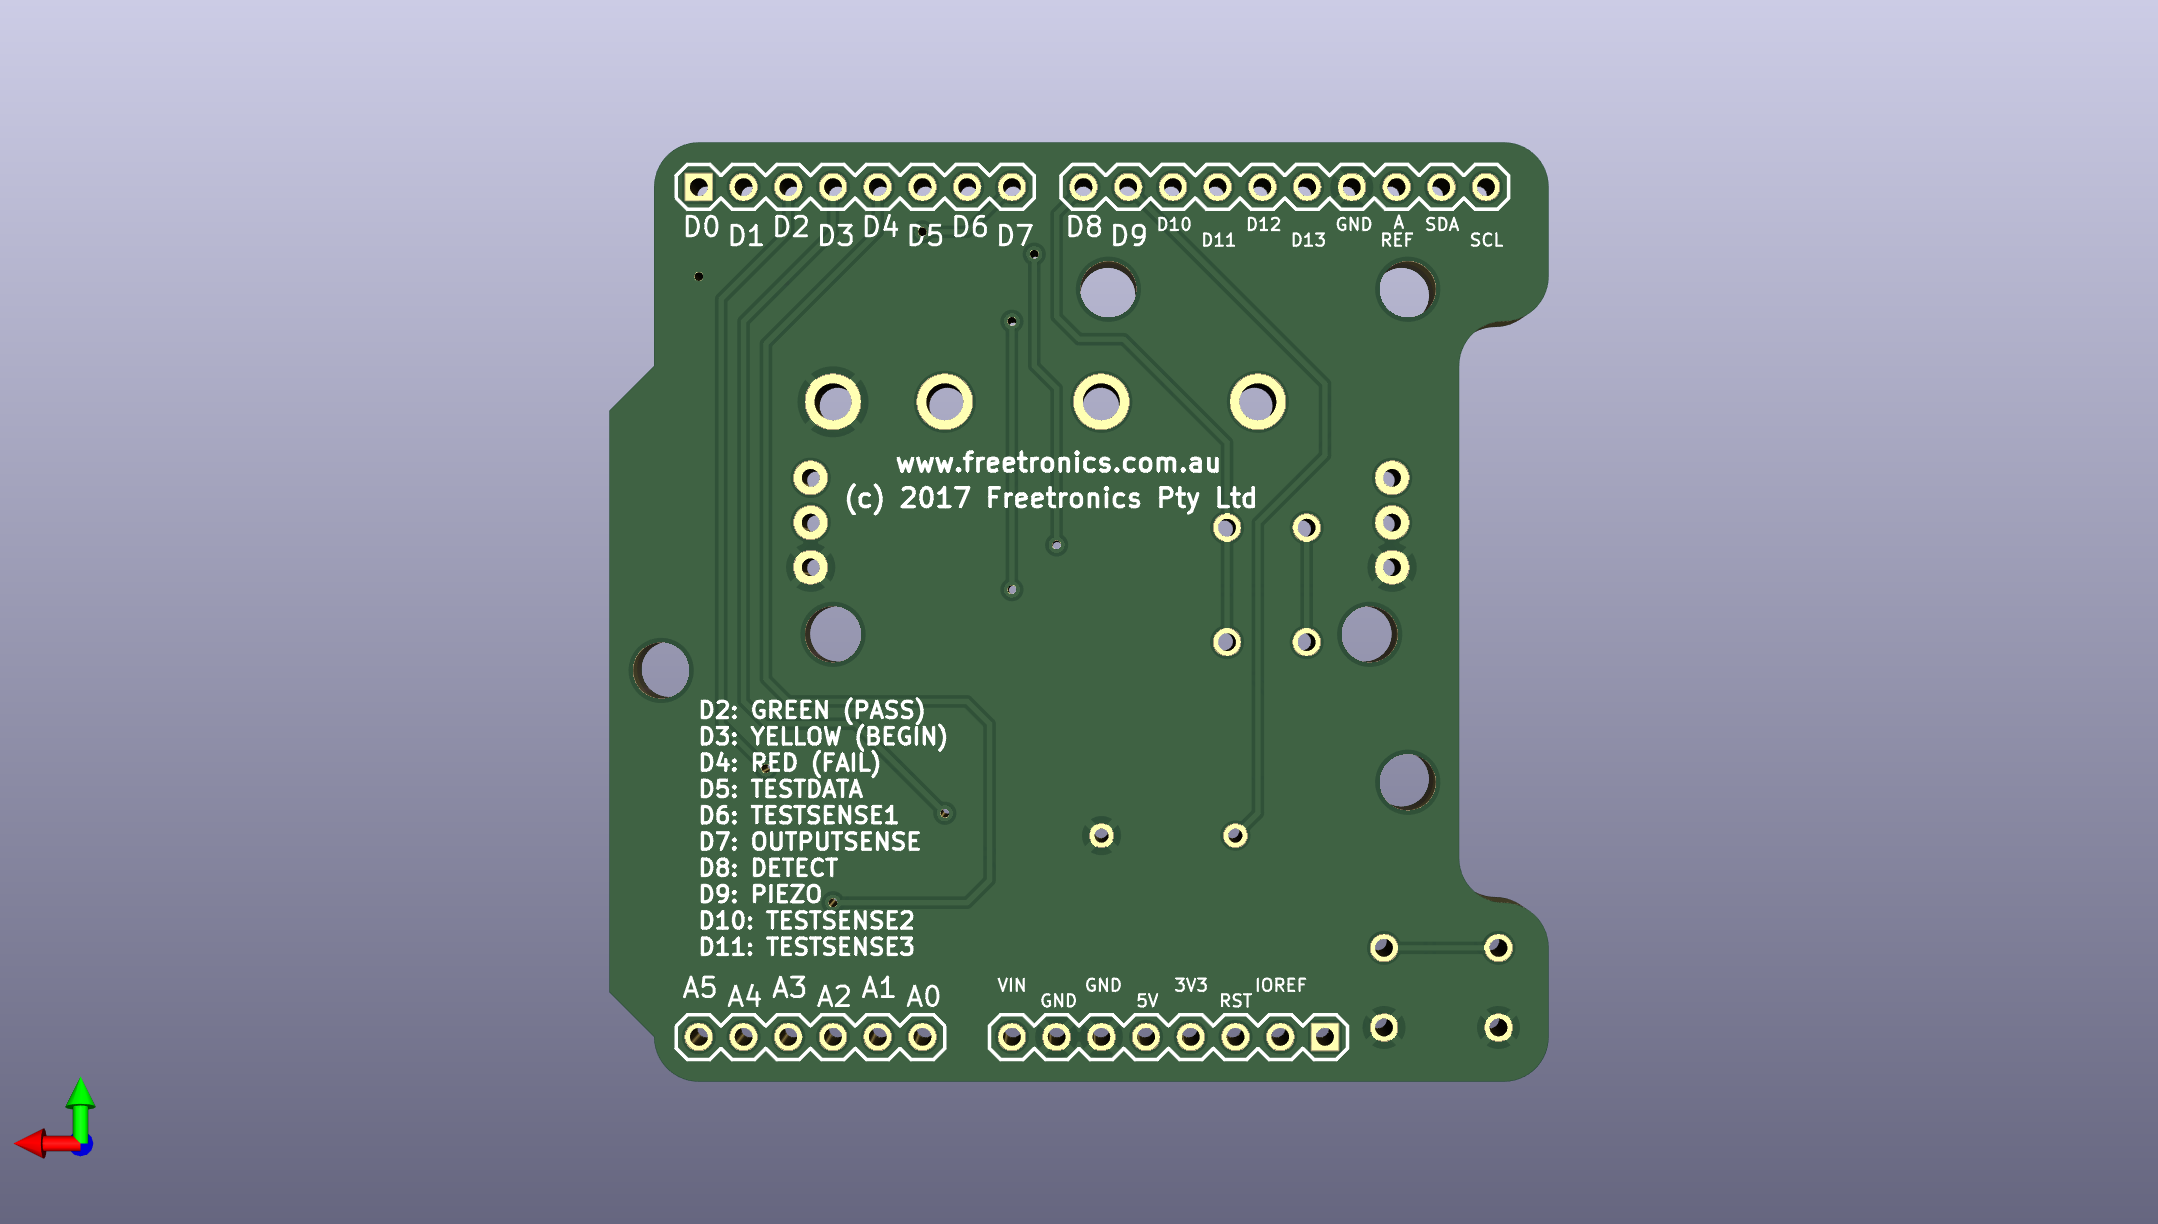 D0 D1 D2 D3 D4 D5 D6 D7 D8 D9 D10 D11 D12 D13 GND A REF SDA SCL
www.freetronics.com.au
(c) 2017 Freetronics Pty Ltd
D2: GREEN (PASS)
D3: YELLOW (BEGIN)
D4: RED (FAIL)
D5: TESTDATA
D6: TESTSENSE1
D7: OUTPUTSENSE
D8: DETECT
D9: PIEZO
D10: TESTSENSE2
D11: TESTSENSE3
A5 A4 A3 A2 A1 A0 VIN GND GND 5V 3V3 RST IOREF